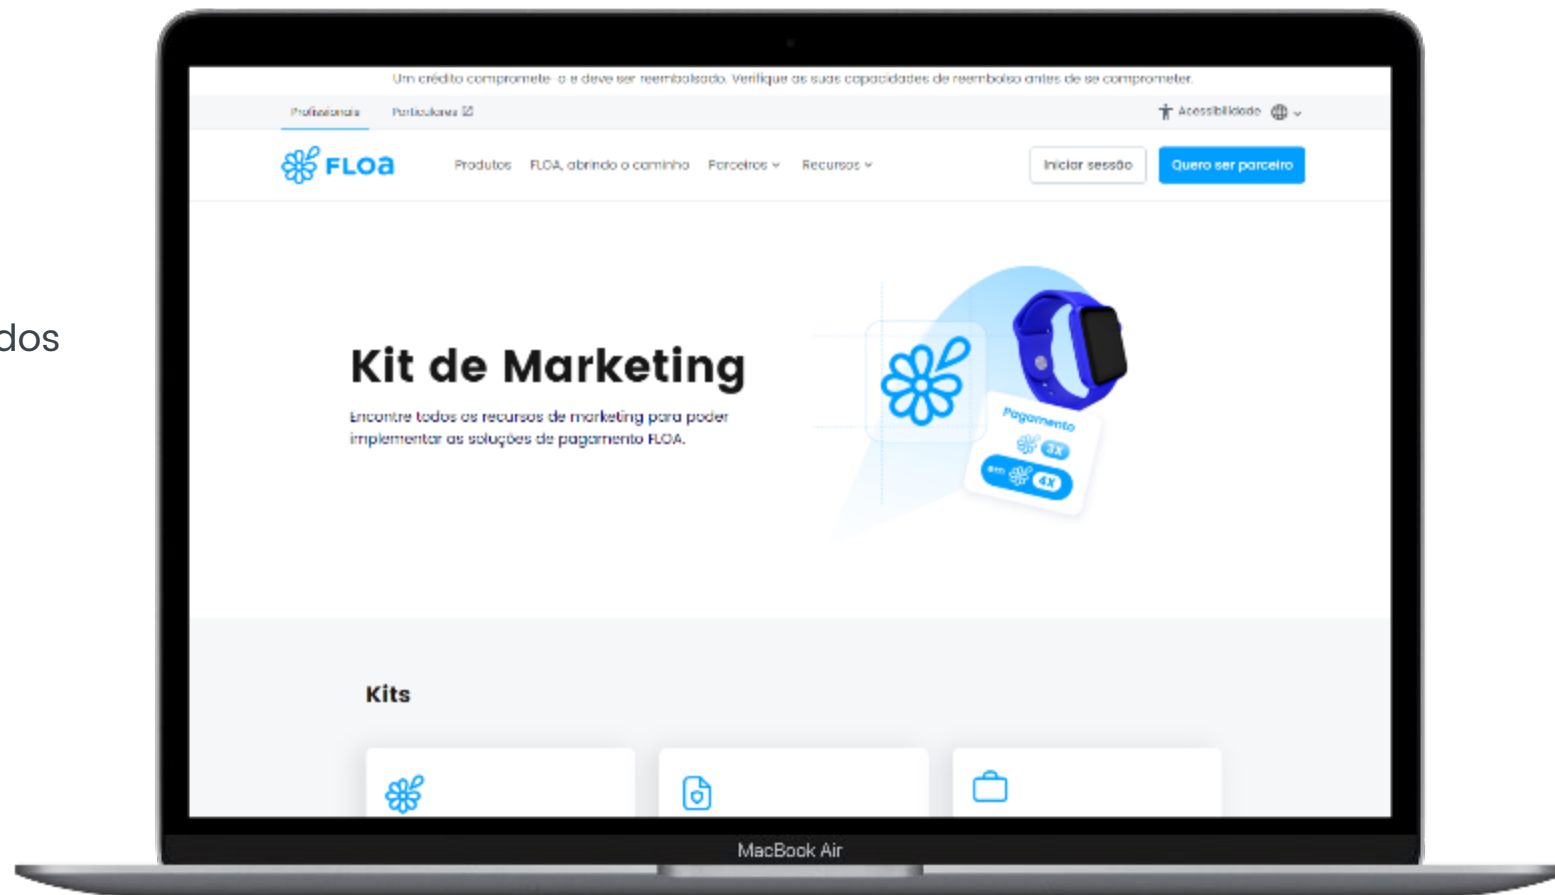 Um crédito compromete-o e deve ser reembolsado. Verifique as suas capacidades de reembolso antes de se comprometer.
Profissionais Particulares Acessibilidade
FLOA Produtos FLOA, abrindo o caminho Parceiros Recursos Iniciar sessão Quero ser parceiro
dos
Kit de Marketing
Encontre todos os recursos de marketing para poder
implementar as soluções de pagamento FLOA.
Pagamento
3X
em 4X
Kits
MacBook Air